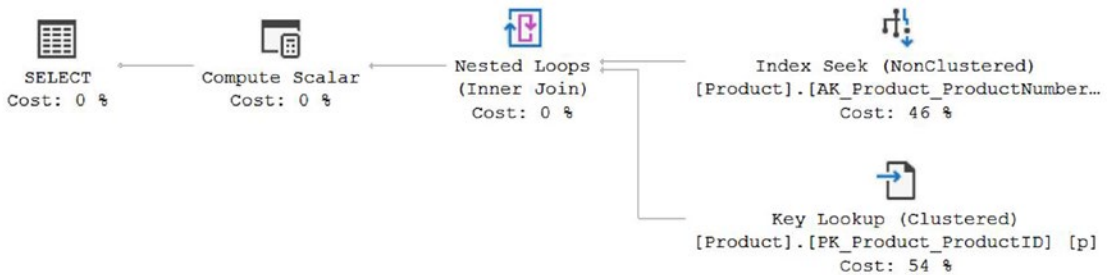 SELECT
Cost: 0 %
Compute Scalar
Cost: 0 %
Nested Loops
(Inner Join)
Cost: 0 %
Index Seek (NonClustered)
[Product].[AK_Product_ProductNumber…
Cost: 46 %
Key Lookup (Clustered)
[Product].[PK_Product_ProductID] [p]
Cost: 54 %